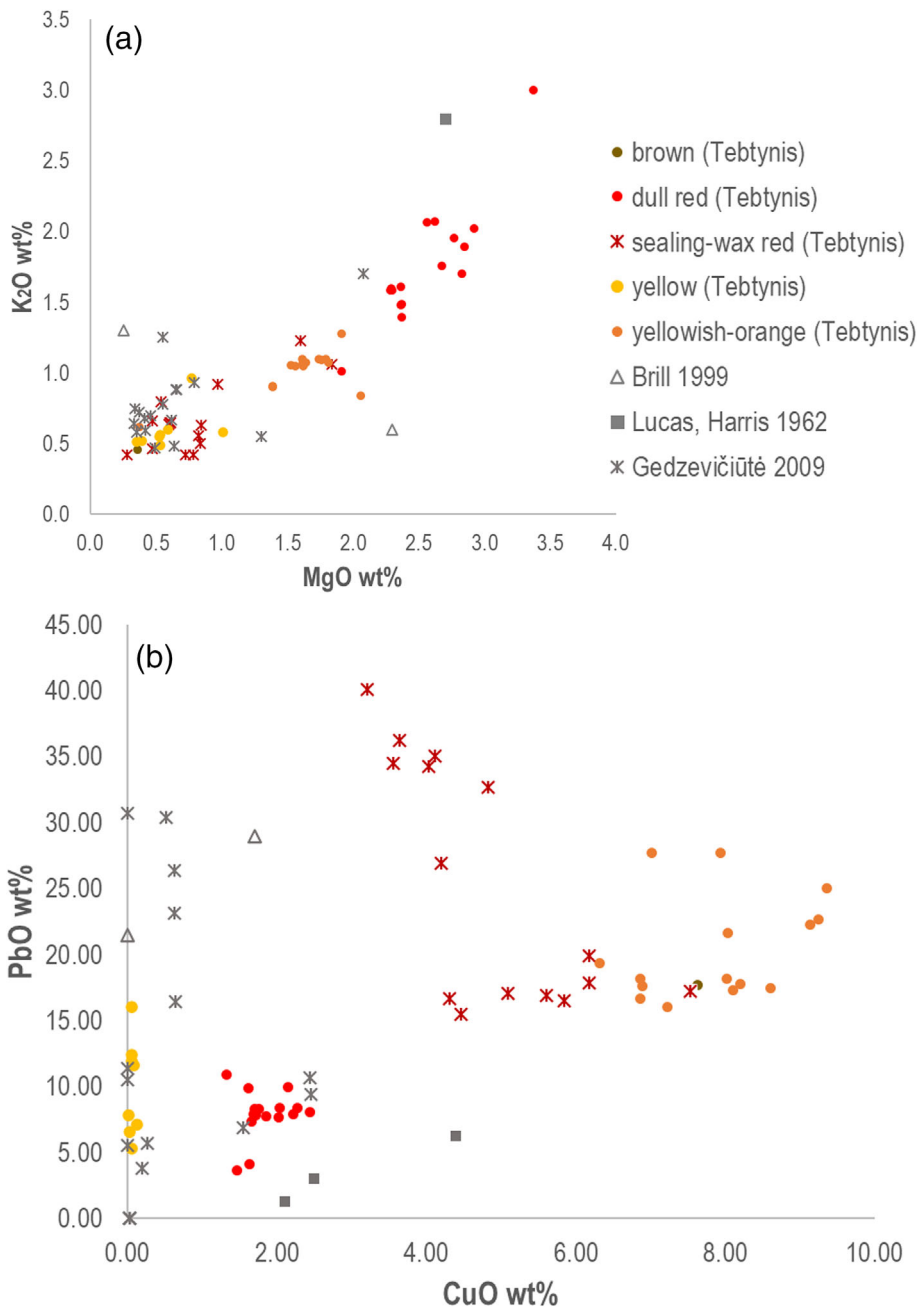 (a)
3.5
3.0
2.5
2.0
1.5
1.0
0.5
0.0
K2O wt%
0.0 0.5 1.0 1.5 2.0 2.5 3.0 3.5 4.0
MgO wt%
brown (Tebtynis)
dull red (Tebtynis)
sealing-wax red (Tebtynis)
yellow (Tebtynis)
yellowish-orange (Tebtynis)
Brill 1999
Lucas, Harris 1962
Gedzevičiūtė 2009
(b)
45.00
40.00
35.00
30.00
25.00
20.00
15.00
10.00
5.00
0.00
PbO wt%
0.00 2.00 4.00 6.00 8.00 10.00
CuO wt%